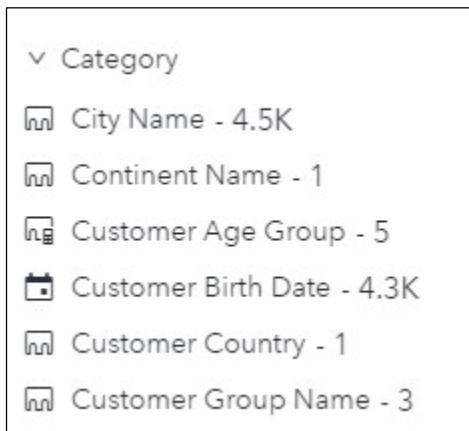 Category
City Name - 4.5K
Continent Name - 1
Customer Age Group - 5
Customer Birth Date - 4.3K
Customer Country - 1
Customer Group Name - 3